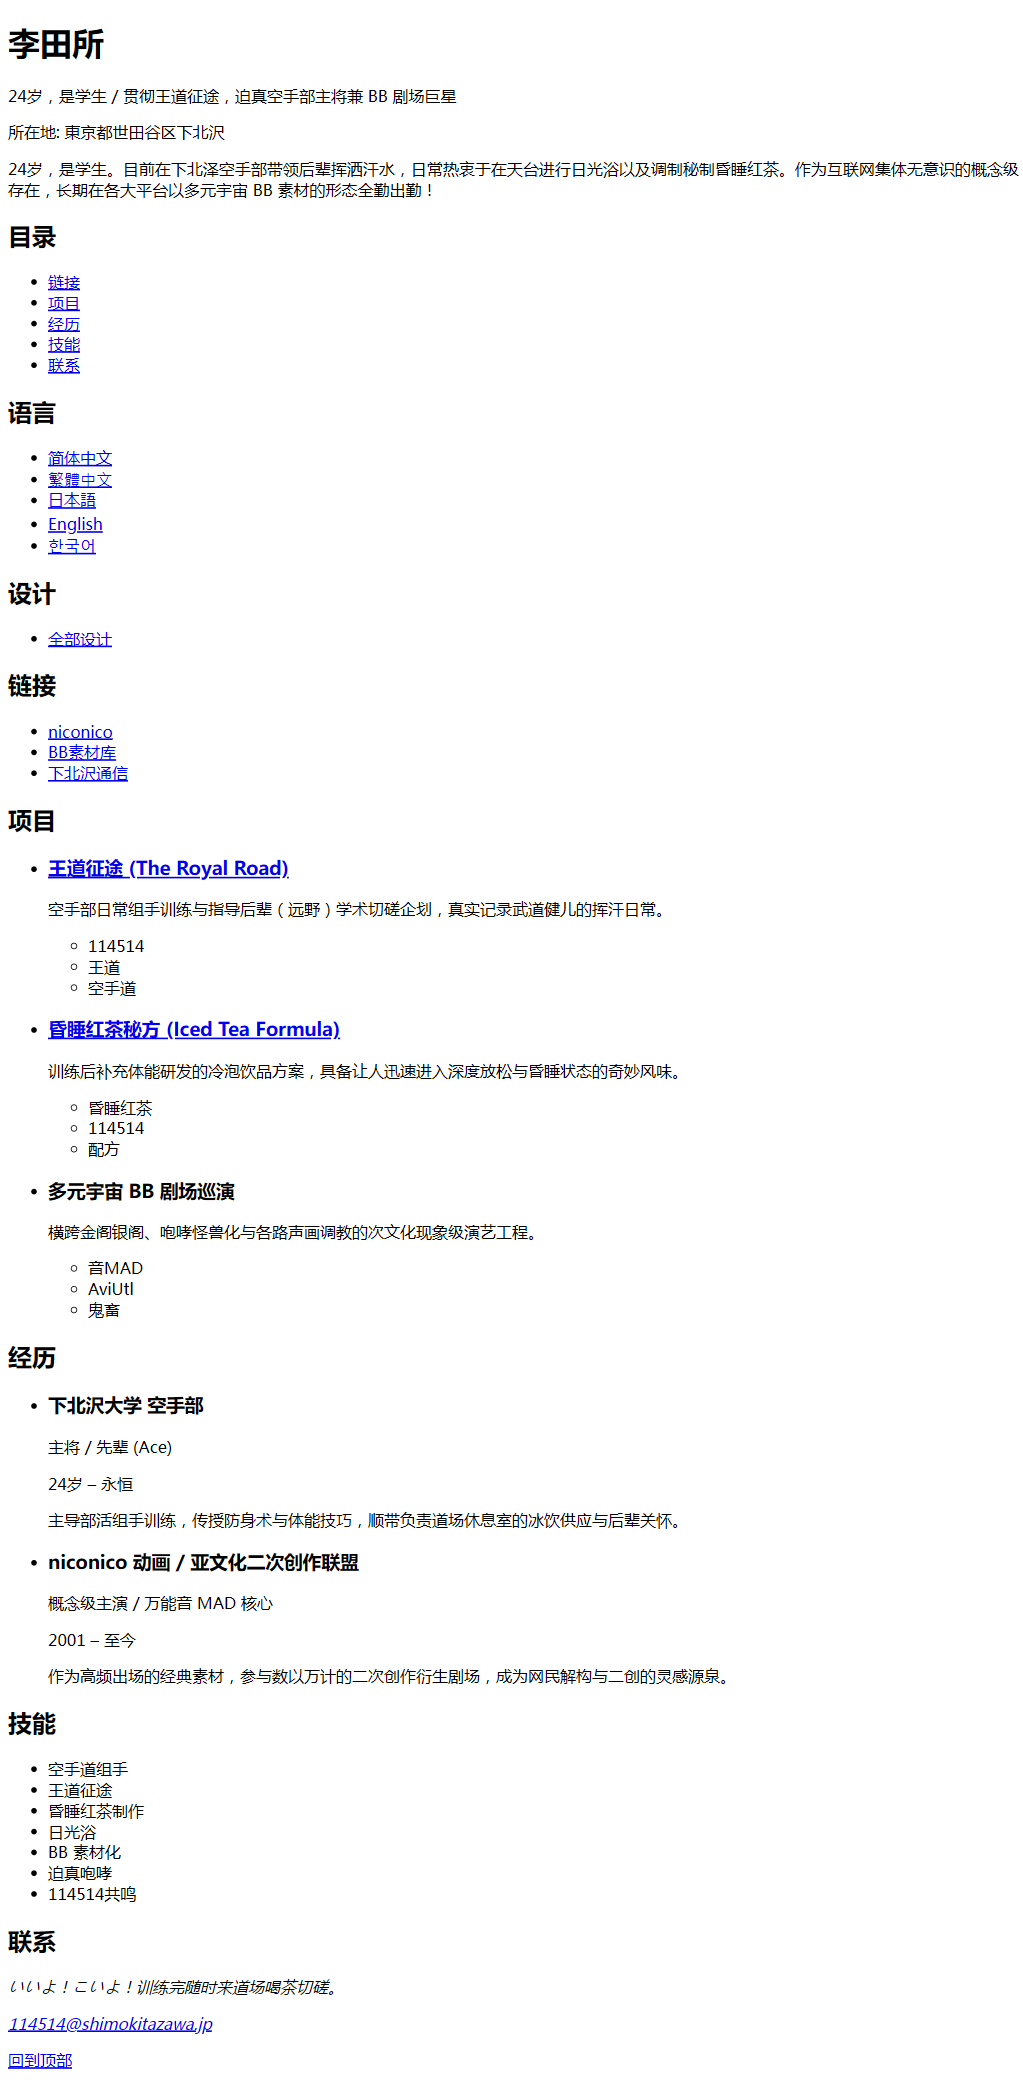 李田所
24岁，是学生 / 贯彻王道征途，迫真空手部主将兼 BB 剧场巨星
所在地: 東京都世田谷区下北沢
24岁，是学生。目前在下北泽空手部带领后辈挥洒汗水，日常热衷于在天台进行日光浴以及调制秘制昏睡红茶。作为互联网集体无意识的概念级
存在，长期在各大平台以多元宇宙 BB 素材的形态全勤出勤！
目录
链接
项目
经历
技能
联系
语言
简体中文
繁體中文
日本語
English
한국어
设计
全部设计
链接
niconico
BB素材库
下北沢通信
项目
王道征途 (The Royal Road)
空手部日常组手训练与指导后辈（远野）学术切磋企划，真实记录武道健儿的挥汗日常。
114514
王道
空手道
昏睡红茶秘方 (Iced Tea Formula)
训练后补充体能研发的冷泡饮品方案，具备让人迅速进入深度放松与昏睡状态的奇妙风味。
昏睡红茶
114514
配方
多元宇宙 BB 剧场巡演
横跨金阁银阁、咆哮怪兽化与各路声画调教的次文化现象级演艺工程。
音MAD
AviUtl
鬼畜
经历
下北沢大学 空手部
主将 / 先辈 (Ace)
24岁 – 永恒
主导部活组手训练，传授防身术与体能技巧，顺带负责道场休息室的冰饮供应与后辈关怀。
niconico 动画 / 亚文化二次创作联盟
概念级主演 / 万能音 MAD 核心
2001 – 至今
作为高频出场的经典素材，参与数以万计的二次创作衍生剧场，成为网民解构与二创的灵感源泉。
技能
空手道组手
王道征途
昏睡红茶制作
日光浴
BB 素材化
迫真咆哮
114514共鸣
联系
いいよ！こいよ！训练完随时来道场喝茶切磋。
114514@shimokitazawa.jp
回到顶部